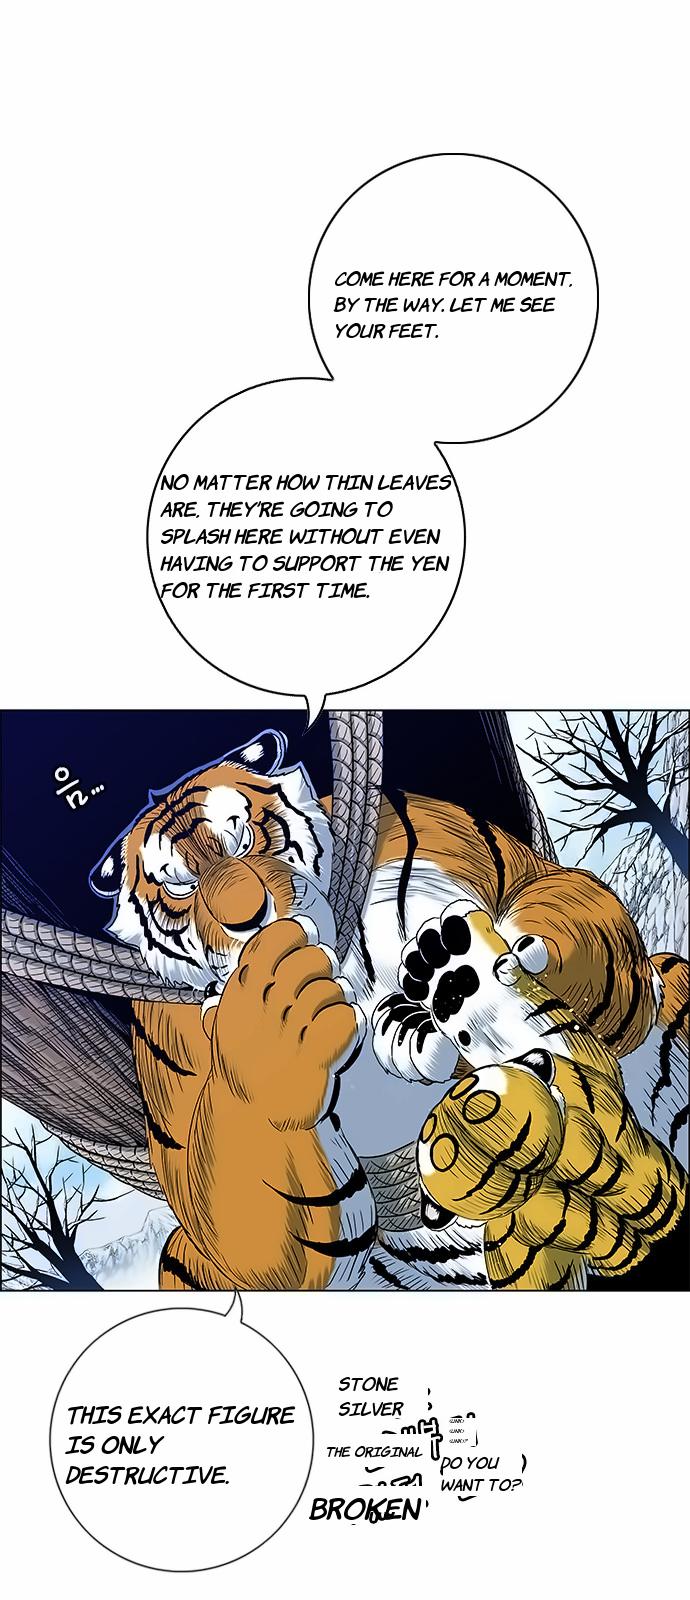 COME HERE FOR A MOMENT,
BY THE WAY. LET ME SEE
YOUR FEET.
NO MATTER HOW THIN LEAVES
ARE, THEY'RE GOING TO
SPLASH HERE WITHOUT EVEN
HAVING TO SUPPORT THE YEN
FOR THE FIRST TIME.
으?...
THIS EXACT FIGURE
IS ONLY
DESTRUCTIVE.
STONE
SILVER
THE ORIGINAL
DO YOU
WANT TO?
BROKEN